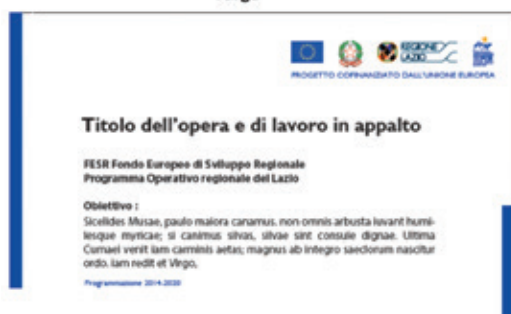 REGIONE
LAZIO
PROGETTO COFINANZIATO DALL'UNIONE EUROPEA
Titolo dell'opera e di lavoro in appalto
FESR Fondo Europeo di Sviluppo Regionale
Programma Operativo regionale del Lazio
Obiettivo :
Sicelides Musae, paulo maiora canamus. non omnis arbusta iuvant humi-
lesque myricae; si canimus silvas, silvae sint consule dignae. Ultima
Cumaei venit iam carminis aetas; magnus ab integro saeclorum nascitur
ordo. iam redit et Virgo,
Programmazione 2014-2020